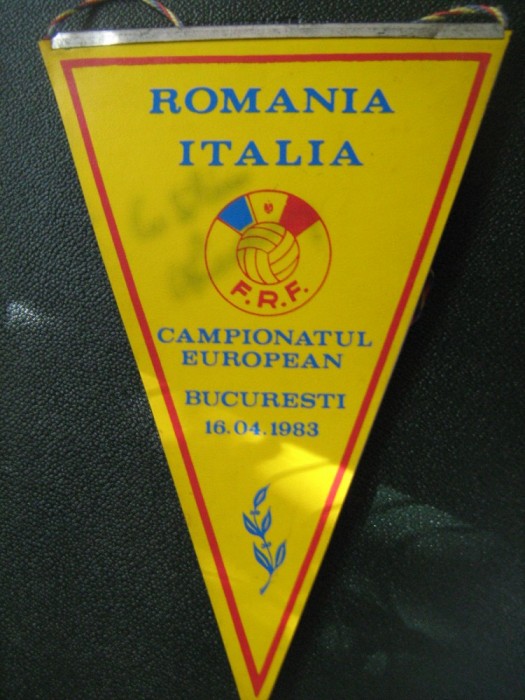 ROMANIA
ITALIA
F.R.F.
CAMPIONATUL
EUROPEAN
BUCURESTI
16.04.1983